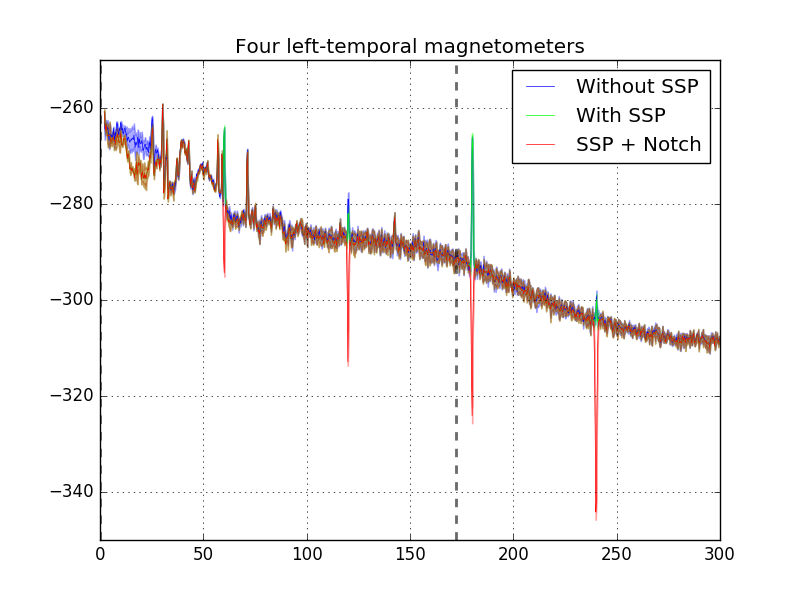 Four left-temporal magnetometers
Without SSP
With SSP
SSP + Notch
−260
−280
−300
−320
−340
0 50 100 150 200 250 300